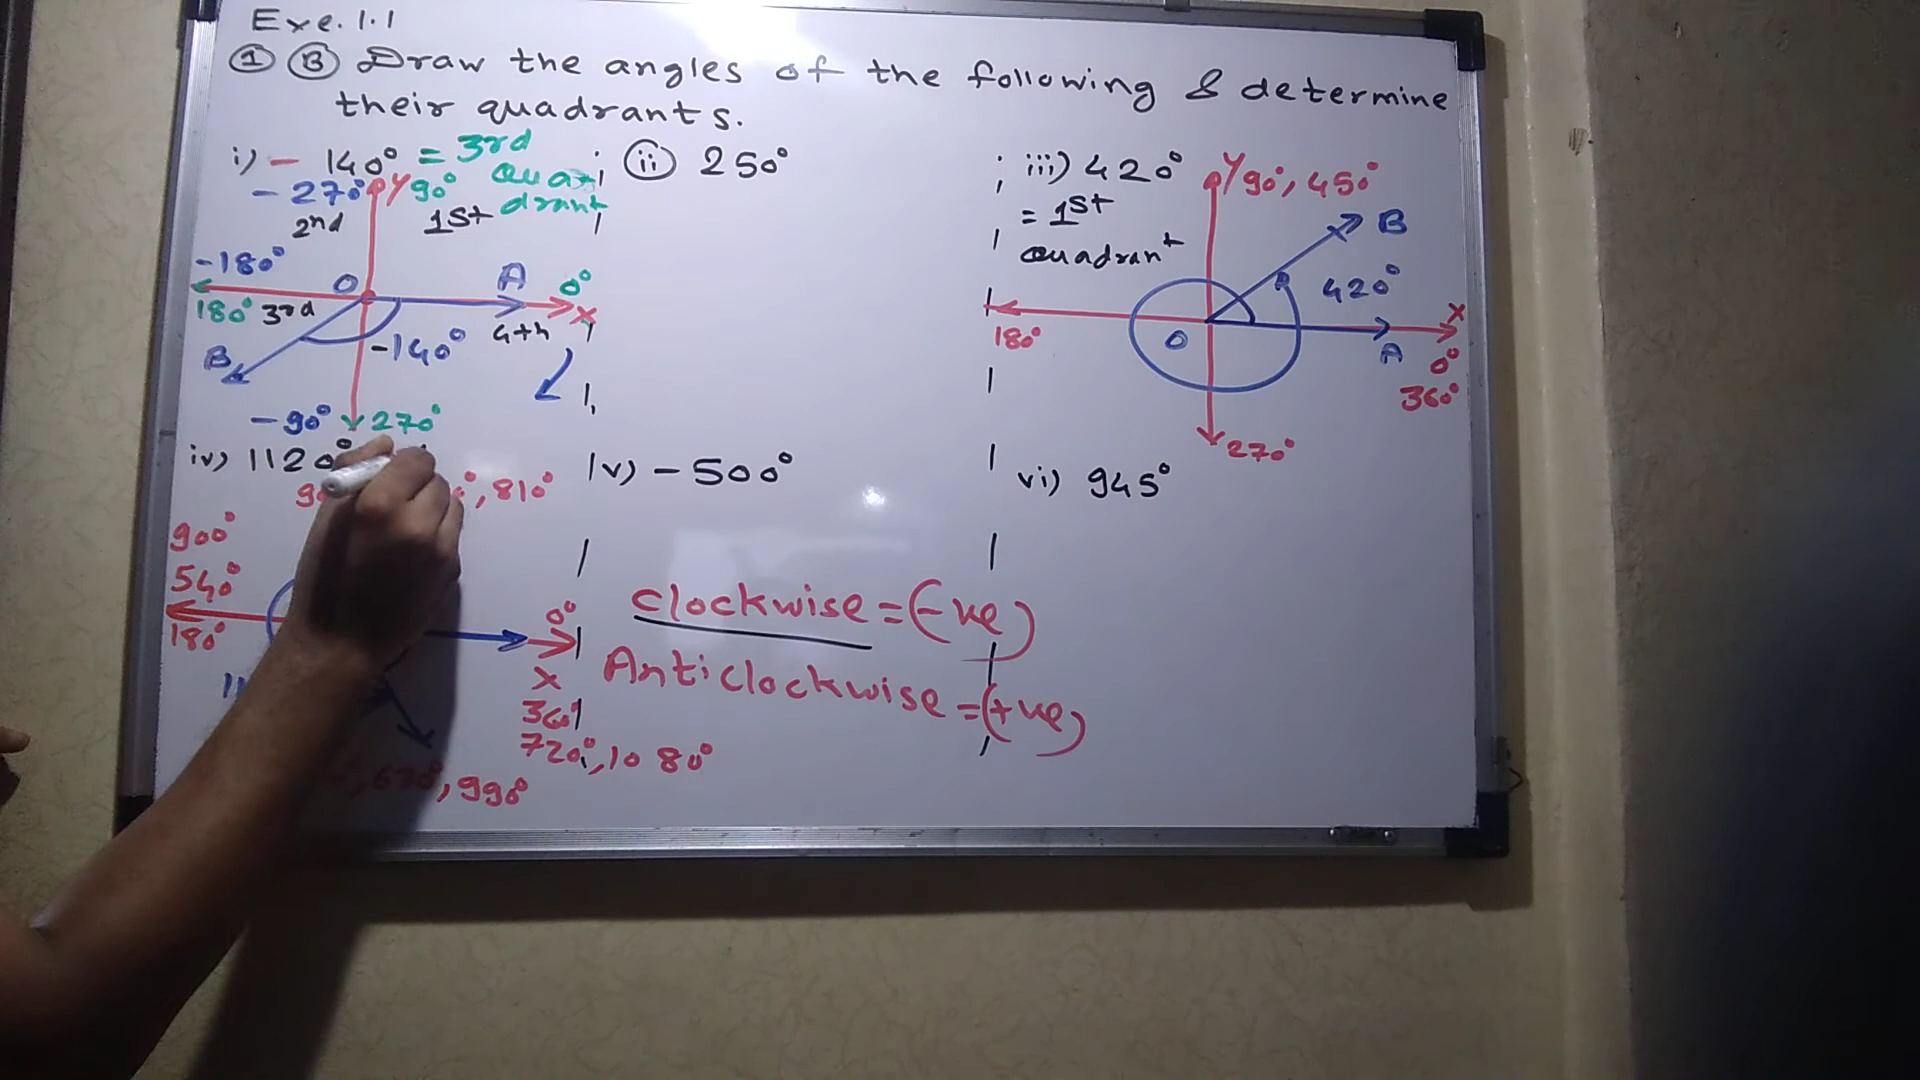 Exe. 1.1
① Ⓑ Draw the angles of the following & determine
their quadrants.
i) - 140° = 3rd
Quadrant
-270° Y 90°
2nd 1st
-180° O A 0°
180° 3rd 4th X
B -140°
-90° 270°
ii 250°
iii) 420° Y 90°, 450°
= 1st
Quadrant
B
420°
180° O A X
0°
360°
270°
iv) 1120°
, 810°
900°
540°
180°
0°
X
360
720°, 1080°
, 990°
v) -500°
vi) 945°
Clockwise = (-ve)
Anticlockwise = (+ve)